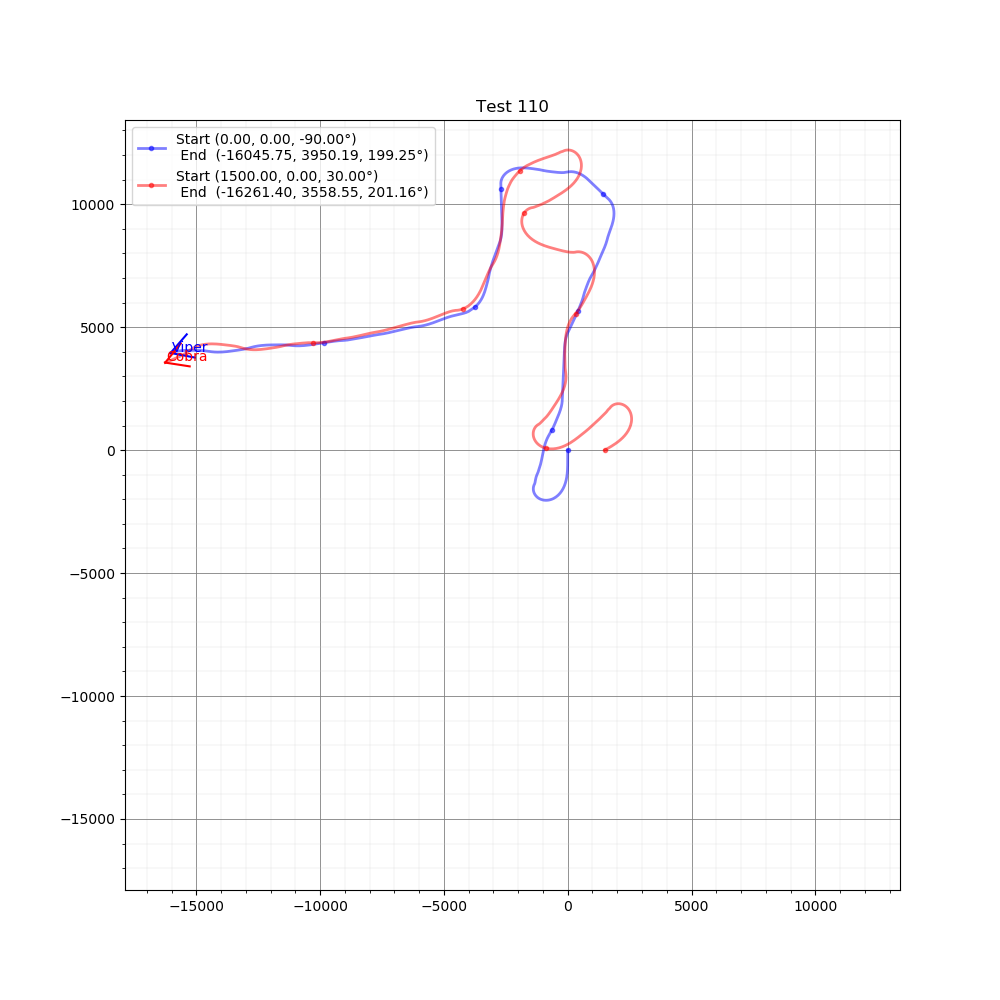 Test 110
Start (0.00, 0.00, -90.00°)
End  (-16045.75, 3950.19, 199.25°)
Start (1500.00, 0.00, 30.00°)
End  (-16261.40, 3558.55, 201.16°)
10000
5000
0
−5000
−10000
−15000
Viper
Cobra
−15000
−10000
−5000
0
5000
10000